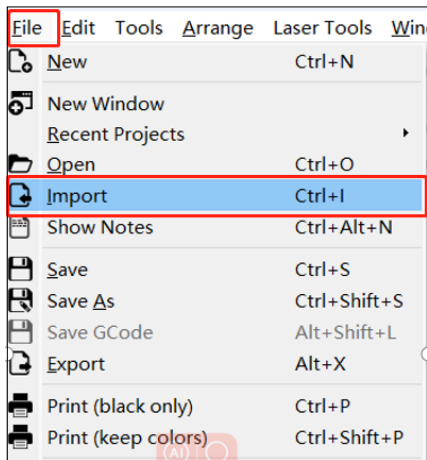 File Edit Tools Arrange Laser Tools Win
New Ctrl+N
New Window
Recent Projects
Open Ctrl+O
Import Ctrl+I
Show Notes Ctrl+Alt+N
Save Ctrl+S
Save As Ctrl+Shift+S
Save GCode Alt+Shift+L
Export Alt+X
Print (black only) Ctrl+P
Print (keep colors) Ctrl+Shift+P
AI